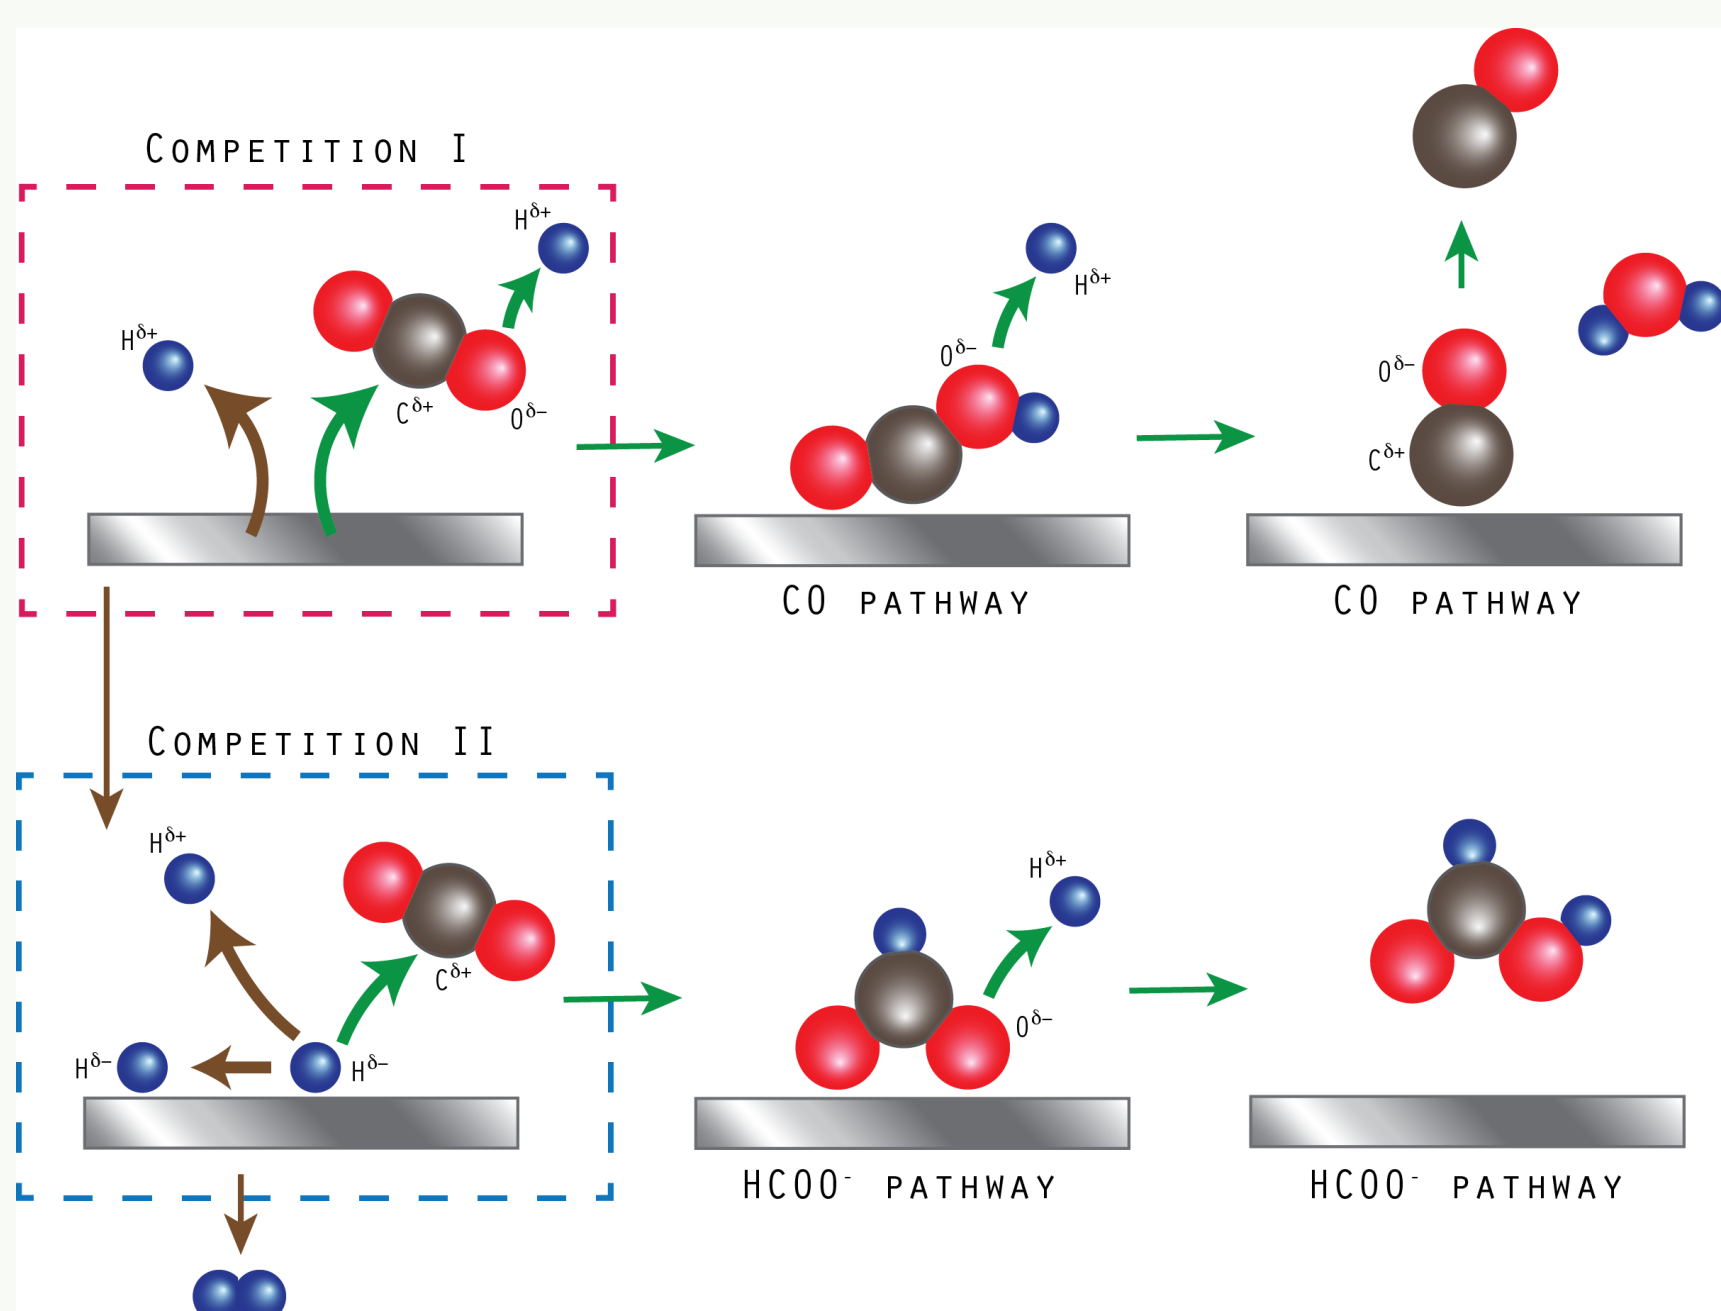 Competition I
Hδ+
Hδ+
Cδ+
Oδ−
Oδ−
Hδ+
CO pathway
Oδ−
Cδ+
CO pathway
Competition II
Hδ+
Cδ+
Hδ−
Hδ−
Hδ+
Oδ−
HCOO- pathway
HCOO- pathway